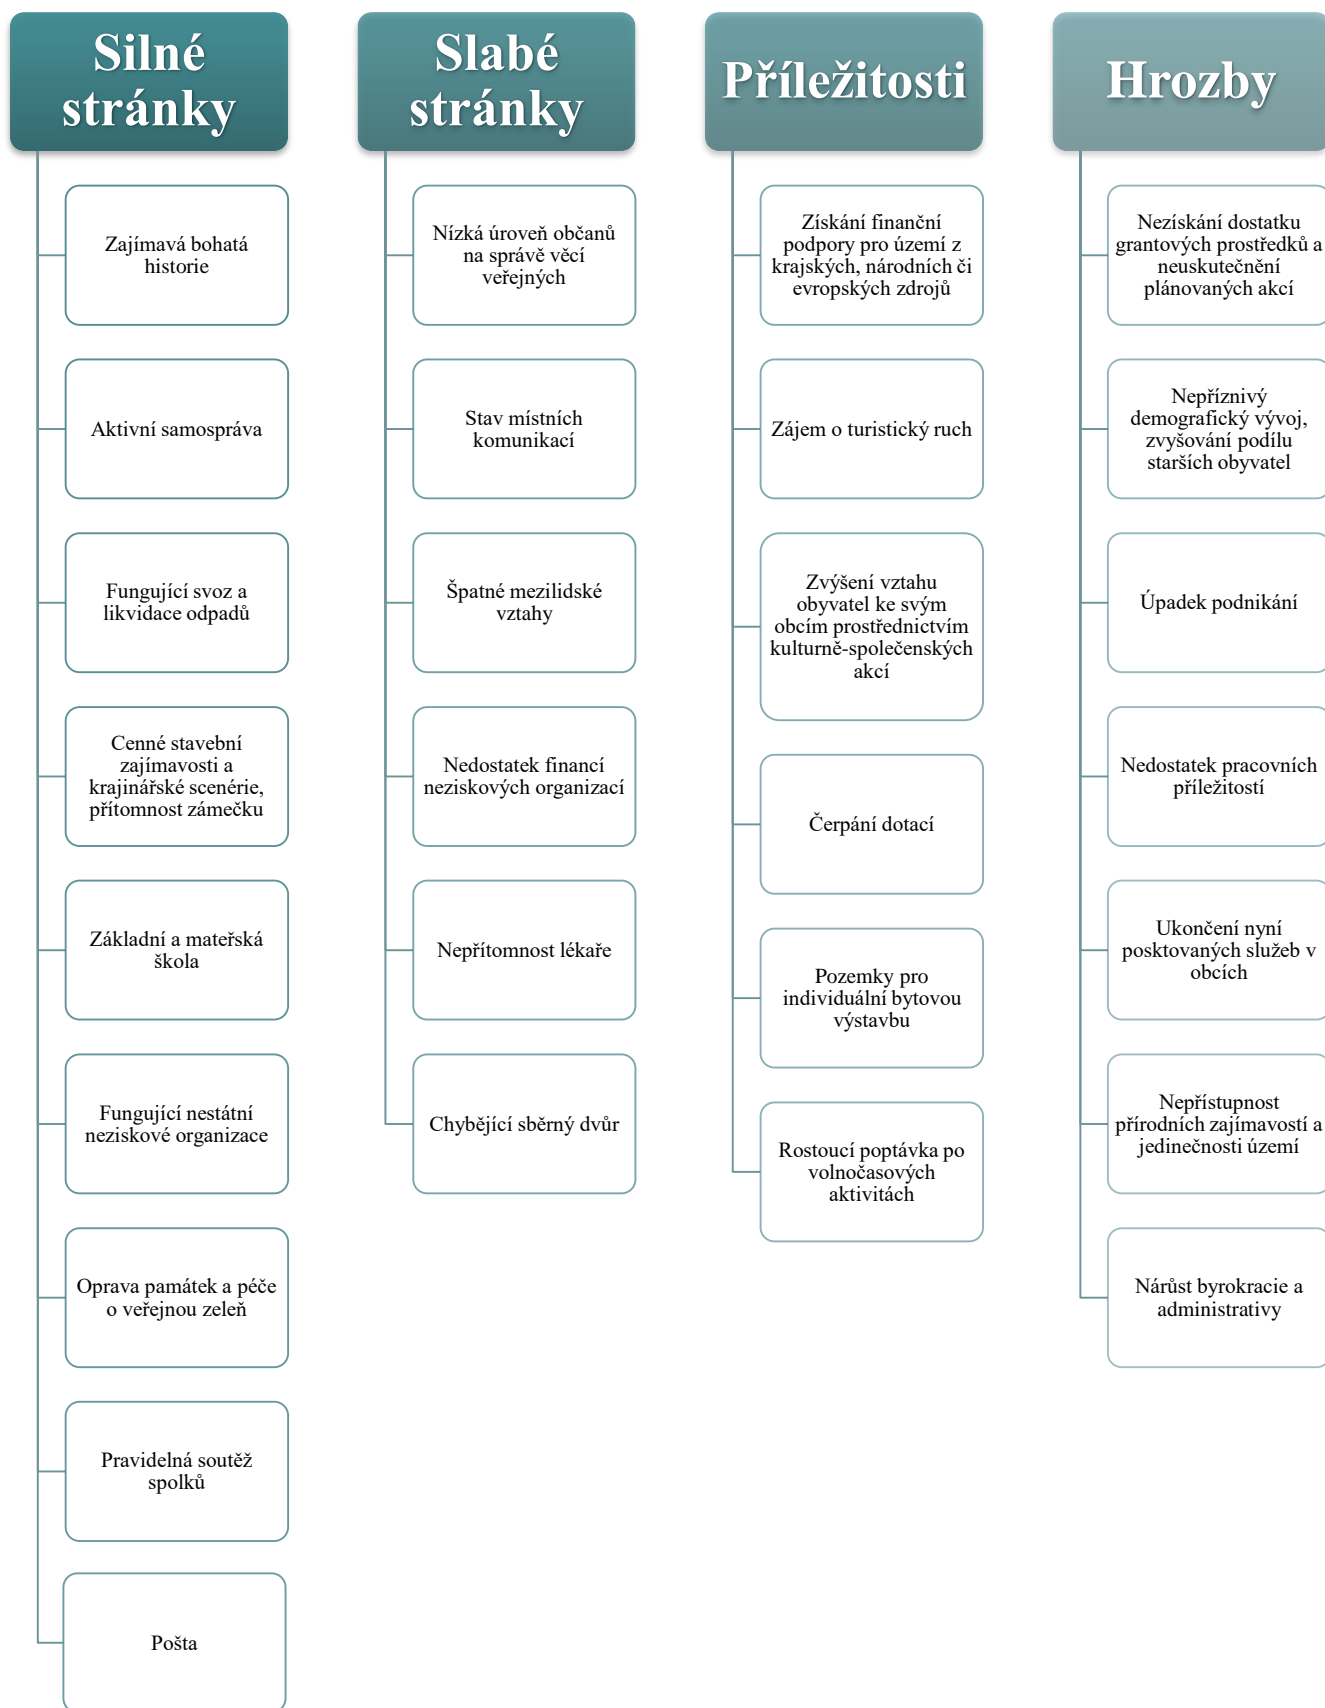 Silné
stránky
Zajímavá bohatá
historie
Aktivní samospráva
Fungující svoz a
likvidace odpadů
Cenné stavební
zajímavosti a
krajinářské scenérie,
přítomnost zámečku
Základní a mateřská
škola
Fungující nestátní
neziskové organizace
Oprava památek a péče
o veřejnou zeleň
Pravidelná soutěž
spolků
Pošta
Slabé
stránky
Nízká úroveň občanů
na správě věcí
veřejných
Stav místních
komunikací
Špatné mezilidské
vztahy
Nedostatek financí
neziskových organizací
Nepřítomnost lékaře
Chybějící sběrný dvůr
Příležitosti
Získání finanční
podpory pro území z
krajských, národních či
evropských zdrojů
Zájem o turistický ruch
Zvýšení vztahu
obyvatel ke svým
obcím prostřednictvím
kulturně-společenských
akcí
Čerpání dotací
Pozemky pro
individuální bytovou
výstavbu
Rostoucí poptávka po
volnočasových
aktivitách
Hrozby
Nezískání dostatku
grantových prostředků a
neuskutečnění
plánovaných akcí
Nepříznivý
demografický vývoj,
zvyšování podílu
starších obyvatel
Úpadek podnikání
Nedostatek pracovních
příležitostí
Ukončení nyní
posktovaných služeb v
obcích
Nepřístupnost
přírodních zajímavostí a
jedinečnosti území
Nárůst byrokracie a
administrativy